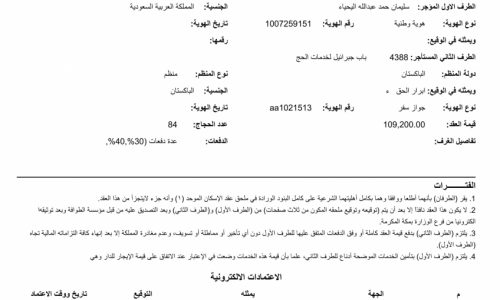 الطرف الأول المؤجر: سليمان حمد عبدالله اليحياء الجنسية: المملكة العربية السعودية
نوع الهوية: هوية وطنية رقم الهوية: 1007259151 تاريخ الهوية:
ويمثله في الوقيع: رقمها:
الطرف الثاني المستأجر: 4388 باب جبرائيل لخدمات الحج
دولة المنظم: الباكستان نوع المنظم: منظم
ويمثله في الوقيع: ابرار الحق ء الجنسية: الباكستان
نوع الهوية: جواز سفر رقم الهوية: aa1021513 تاريخ الهوية:
قيمة العقد: 109,200.00 عدد الحجاج: 84
تفاصيل الغرف: الدفعات: عدة دفعات (30%,40%,
الفتـــــــرات
1. يقر (الطرفان) بأنهما أطلعا ووافقا وهما بكامل أهليتهما الشرعية على كامل البنود الواردة في ملحق عقد الإسكان الموحد (١) وأنه جزء لايتجزأ من هذا العقد.
2. لا يكون هذا العقد نافذا إلا بعد أن يتم (توقيعه وتوقيع ملحقه المكون من ثلاث صفحات) من (الطرف الأول) و(الطرف الثاني) وبعد التصديق عليه من قبل مؤسسة الطوافة وبعد توثيقه الكترونيا من فرع الوزارة بمكة المكرمة.
3. يلتزم (الطرف الثاني) بدفع قيمة العقد كاملة أو وفق الدفعات المتفق عليها للطرف الأول دون أي تأخير أو مماطلة أو تسويف، وعدم مغادرة المملكة إلا بعد إنهاء كافة التزاماته المالية تجاه (الطرف الأول).
4. يلتزم (الطرف الأول) بتأمين الخدمات الموضحة أدناه للطرف الثاني، علما بأن قيمة هذه الخدمات وضعت في الإعتبار عند الاتفاق على قيمة الإيجار للدار وهي
الاعتمادات الالكترونية
م الجهة يمثله التوقيع تاريخ ووقت الاعتماد